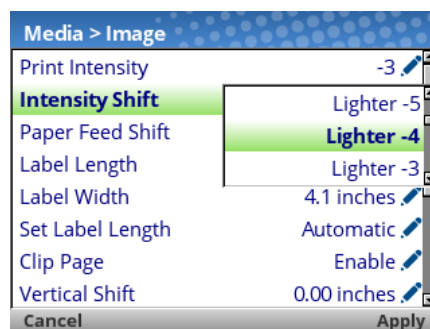 Media > Image
Print Intensity -3
Intensity Shift Lighter -5
Paper Feed Shift Lighter -4
Label Length Lighter -3
Label Width 4.1 inches
Set Label Length Automatic
Clip Page Enable
Vertical Shift 0.00 inches
Cancel Apply